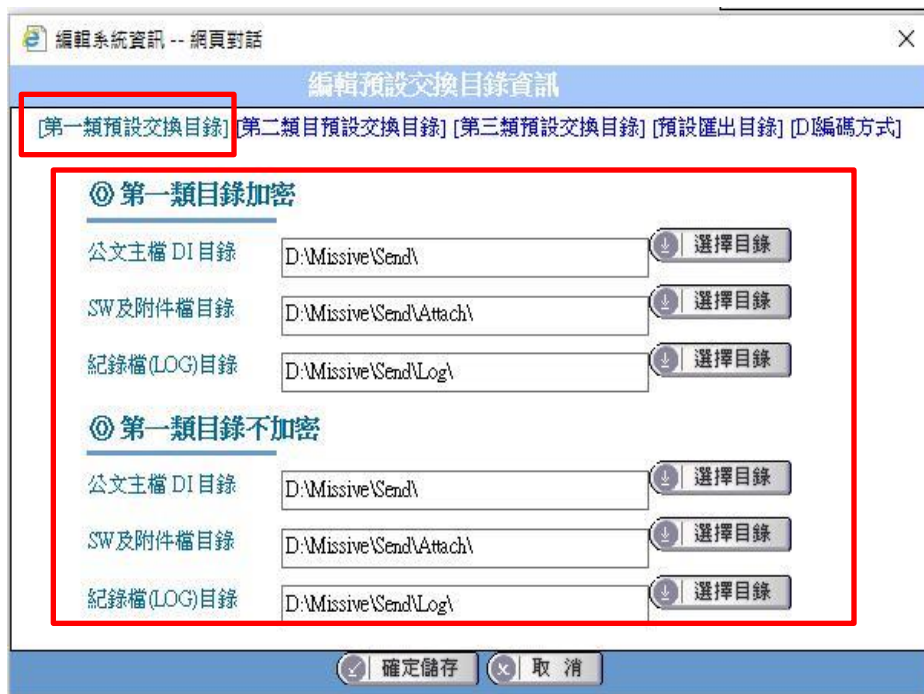 編輯系統資訊 -- 網頁對話
編輯預設交換目錄資訊
[第一類預設交換目錄] [第二類目預設交換目錄] [第三類預設交換目錄] [預設匯出目錄] [DI編碼方式]
◎ 第一類目錄加密
公文主檔 DI 目錄 D:\Missive\Send\ 選擇目錄
SW及附件檔目錄 D:\Missive\Send\Attach\ 選擇目錄
紀錄檔(LOG)目錄 D:\Missive\Send\Log\ 選擇目錄
◎ 第一類目錄不加密
公文主檔 DI 目錄 D:\Missive\Send\ 選擇目錄
SW及附件檔目錄 D:\Missive\Send\Attach\ 選擇目錄
紀錄檔(LOG)目錄 D:\Missive\Send\Log\ 選擇目錄
確定儲存 取 消